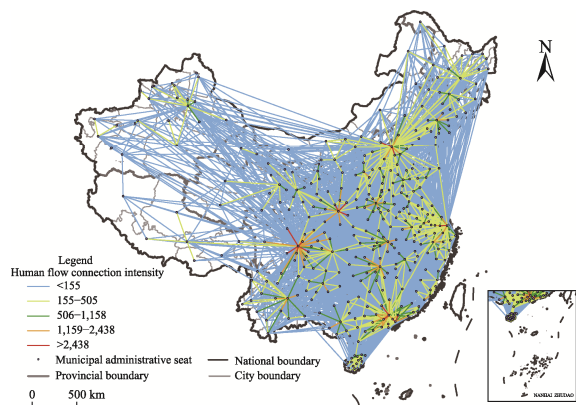 N
Legend
Human flow connection intensity
<155
155–505
506–1,158
1,159–2,438
>2,438
Municipal administrative seat
National boundary
Provincial boundary
City boundary
0 500 km
NANHAI ZHUDAO